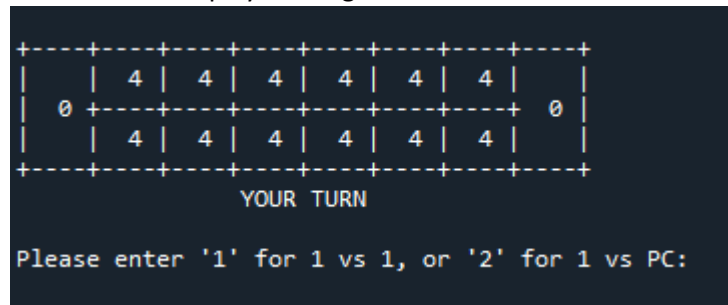 +----+----+----+----+----+----+----+----+
|    |  4 |  4 |  4 |  4 |  4 |  4 |    |
|  0 +----+----+----+----+----+----+  0 |
|    |  4 |  4 |  4 |  4 |  4 |  4 |    |
+----+----+----+----+----+----+----+----+
YOUR TURN
Please enter '1' for 1 vs 1, or '2' for 1 vs PC: